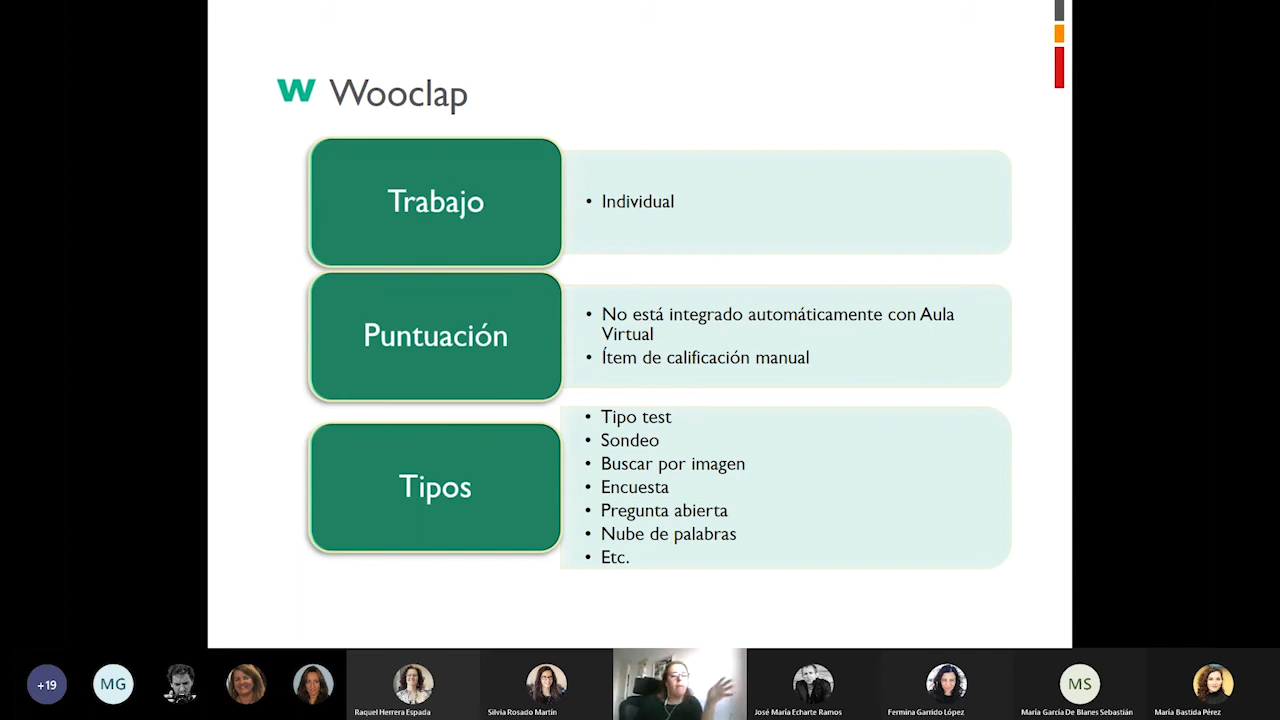 W Wooclap
Trabajo
• Individual
Puntuación
• No está integrado automáticamente con Aula
Virtual
• Ítem de calificación manual
Tipos
• Tipo test
• Sondeo
• Buscar por imagen
• Encuesta
• Pregunta abierta
• Nube de palabras
• Etc.
+19
MG
Raquel Herrera Espada
Silvia Rosado Martín
José María Echarte Ramos
Fermina Garrido López
MS
María García De Blanes Sebastián
María Bastida Pérez